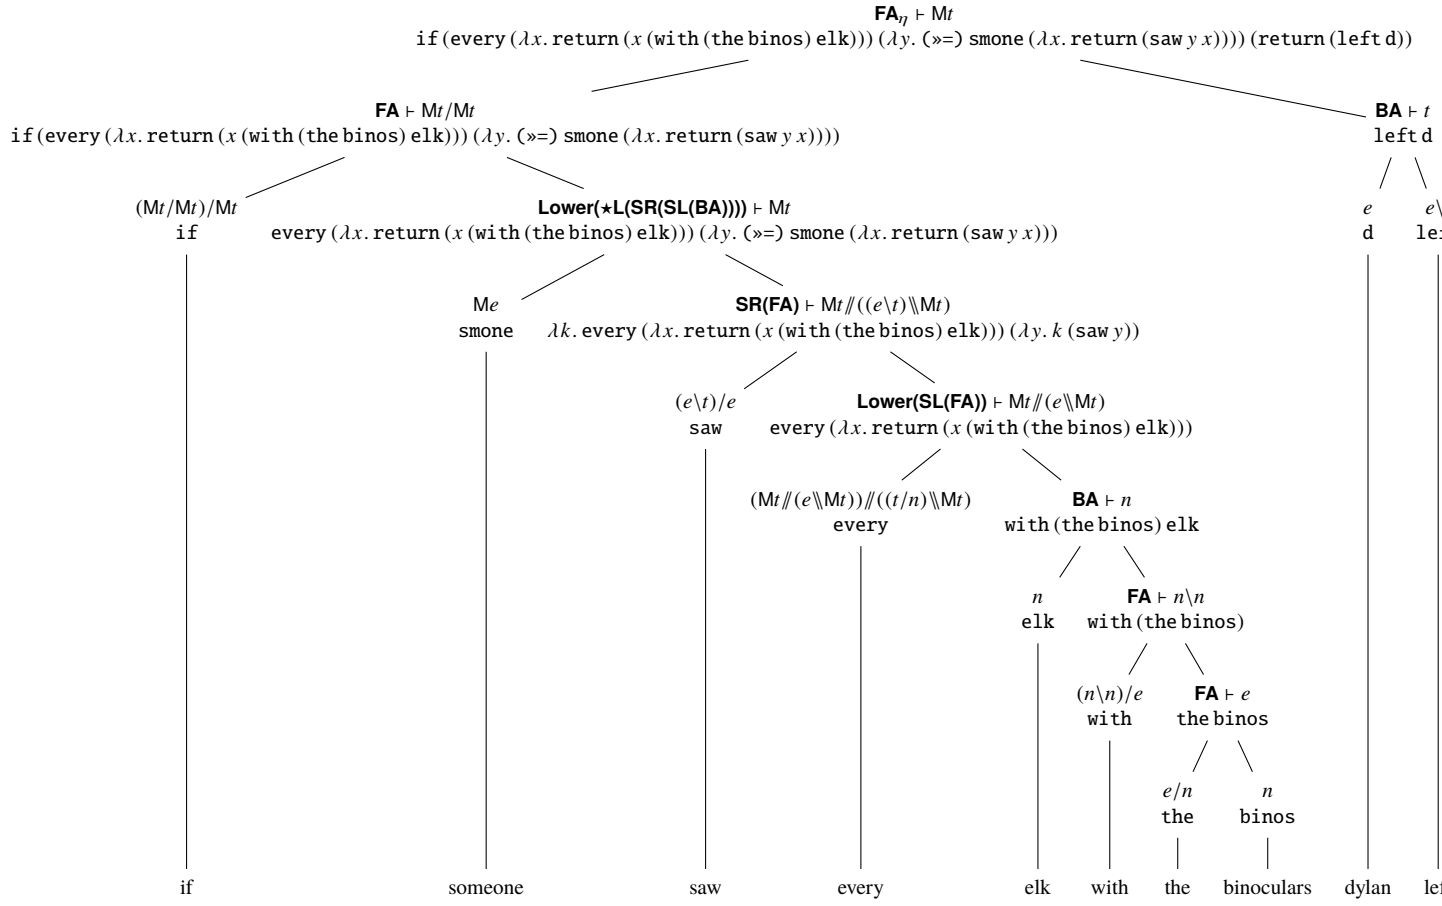 FAη ⊢ Mt
if (every (λx. return (x (with (the binos) elk))) (λy. (»=) smone (λx. return (saw y x)))) (return (left d))
FA ⊢ Mt/Mt
BA ⊢ t
if (every (λx. return (x (with (the binos) elk))) (λy. (»=) smone (λx. return (saw y x))))
left d
(Mt/Mt)/Mt
Lower(★L(SR(SL(BA)))) ⊢ Mt
e
e\
if
every (λx. return (x (with (the binos) elk))) (λy. (»=) smone (λx. return (saw y x)))
d
Me
SR(FA) ⊢ Mt⫽((e\t)⑊Mt)
smone
λk. every (λx. return (x (with (the binos) elk))) (λy. k (saw y))
(e\t)/e
Lower(SL(FA)) ⊢ Mt⫽(e⑊Mt)
saw
every (λx. return (x (with (the binos) elk)))
(Mt⫽(e⑊Mt))⫽((t/n)⑊Mt)
BA ⊢ n
every
with (the binos) elk
n
FA ⊢ n\n
elk
with (the binos)
(n\n)/e
FA ⊢ e
with
the binos
e/n
n
the
binos
if someone saw every elk with the binoculars dylan